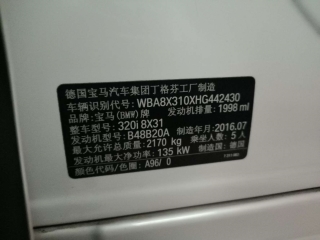 德国宝马汽车集团丁格芬工厂制造
车辆识别代号: WBA8X310XHG442430
品牌: 宝马(BMW)牌 发动机排量: 1998 ml
整车型号: 320i 8X31
发动机型号: B48B20A 制造年月: 2016.07
最大允许总质量: 2170 kg 乘坐人数: 5 人
发动机最大净功率: 135 kW 制造国: 德国
颜色代码/色圈: A96/ 0